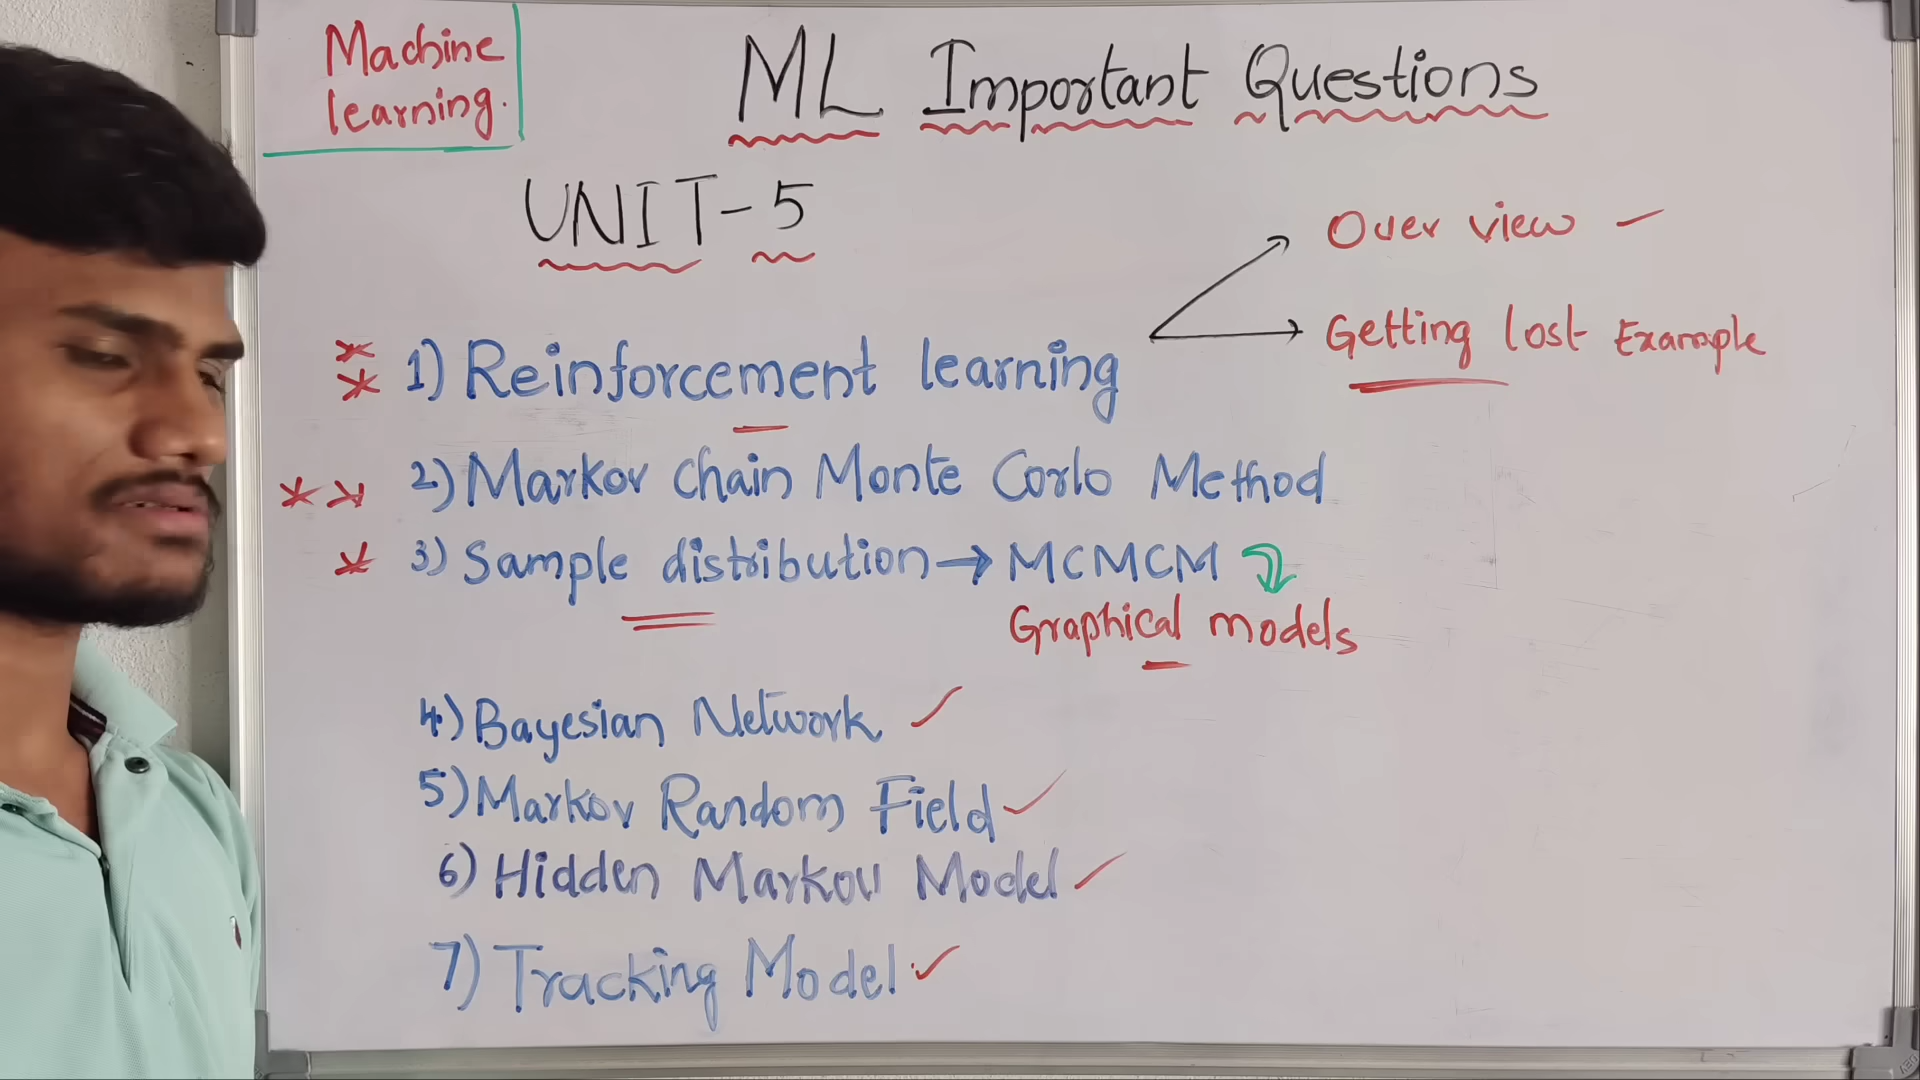 Machine
learning.
ML Important Questions
UNIT-5
Over view
Getting lost Example
1) Reinforcement learning
2) Markov Chain Monte Corlo Method
3) Sample distribution → MCMCM
Graphical models
4) Bayesian Network
5) Markov Random Field
6) Hidden Markov Model
7) Tracking Model